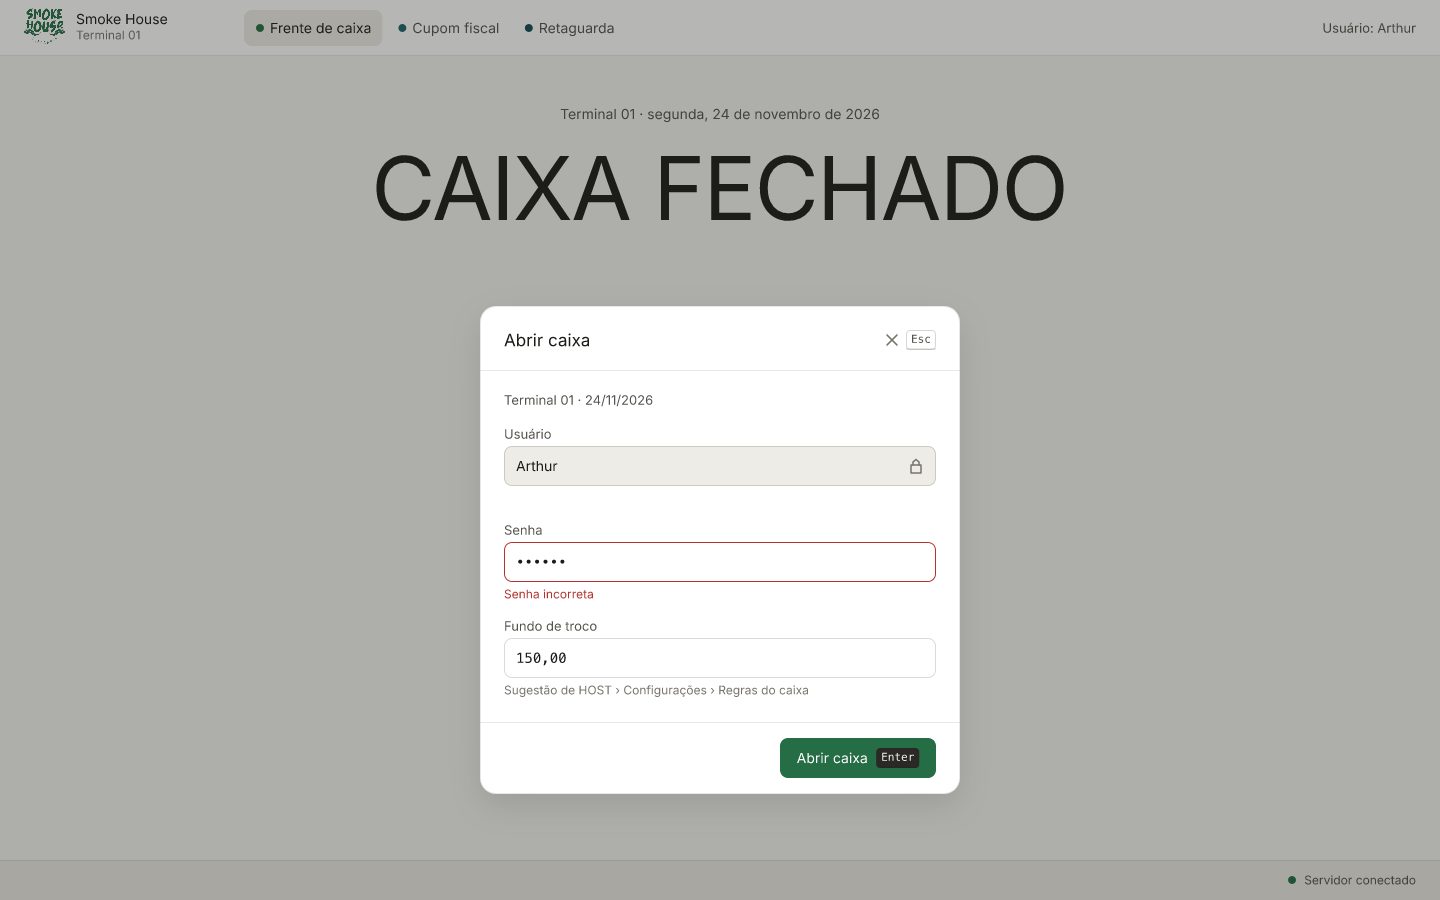 SMOKE
HOUSE
Smoke House
Terminal 01
Frente de caixa
Cupom fiscal
Retaguarda
Usuário: Arthur
Terminal 01 · segunda, 24 de novembro de 2026
CAIXA FECHADO
Abrir caixa
Esc
Terminal 01 · 24/11/2026
Usuário
Arthur
Senha
••••••
Senha incorreta
Fundo de troco
150,00
Sugestão de HOST › Configurações › Regras do caixa
Abrir caixa Enter
Servidor conectado